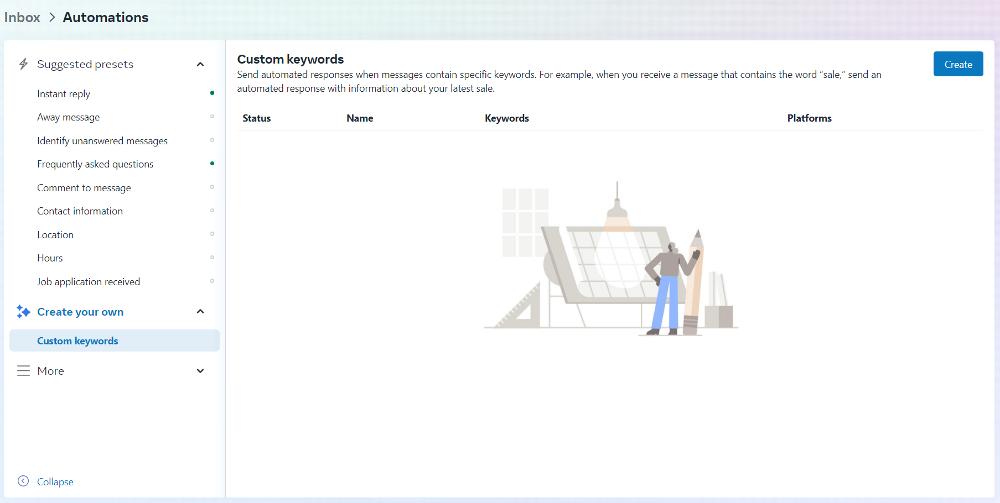 Inbox > Automations
Suggested presets
Instant reply
Away message
Identify unanswered messages
Frequently asked questions
Comment to message
Contact information
Location
Hours
Job application received
Create your own
Custom keywords
More
Collapse
Custom keywords
Send automated responses when messages contain specific keywords. For example, when you receive a message that contains the word “sale,” send an
automated response with information about your latest sale.
Create
Status Name Keywords Platforms